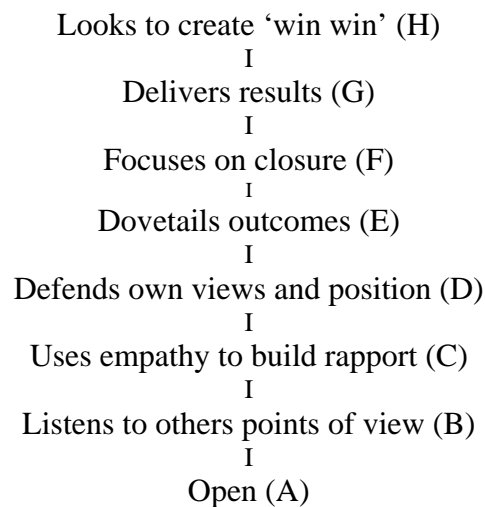 Looks to create ‘win win’ (H)
I
Delivers results (G)
I
Focuses on closure (F)
I
Dovetails outcomes (E)
I
Defends own views and position (D)
I
Uses empathy to build rapport (C)
I
Listens to others points of view (B)
I
Open (A)